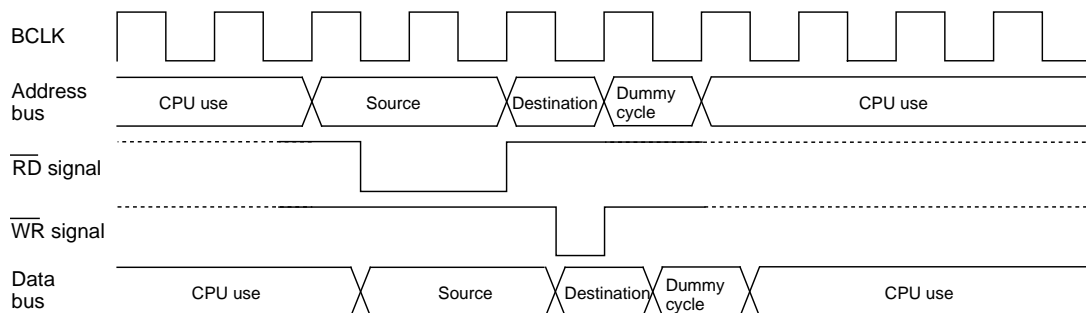 BCLK
Address
bus
CPU use
Source
Destination
Dummy
cycle
CPU use
RD signal
WR signal
Data
bus
CPU use
Source
Destination
Dummy
cycle
CPU use